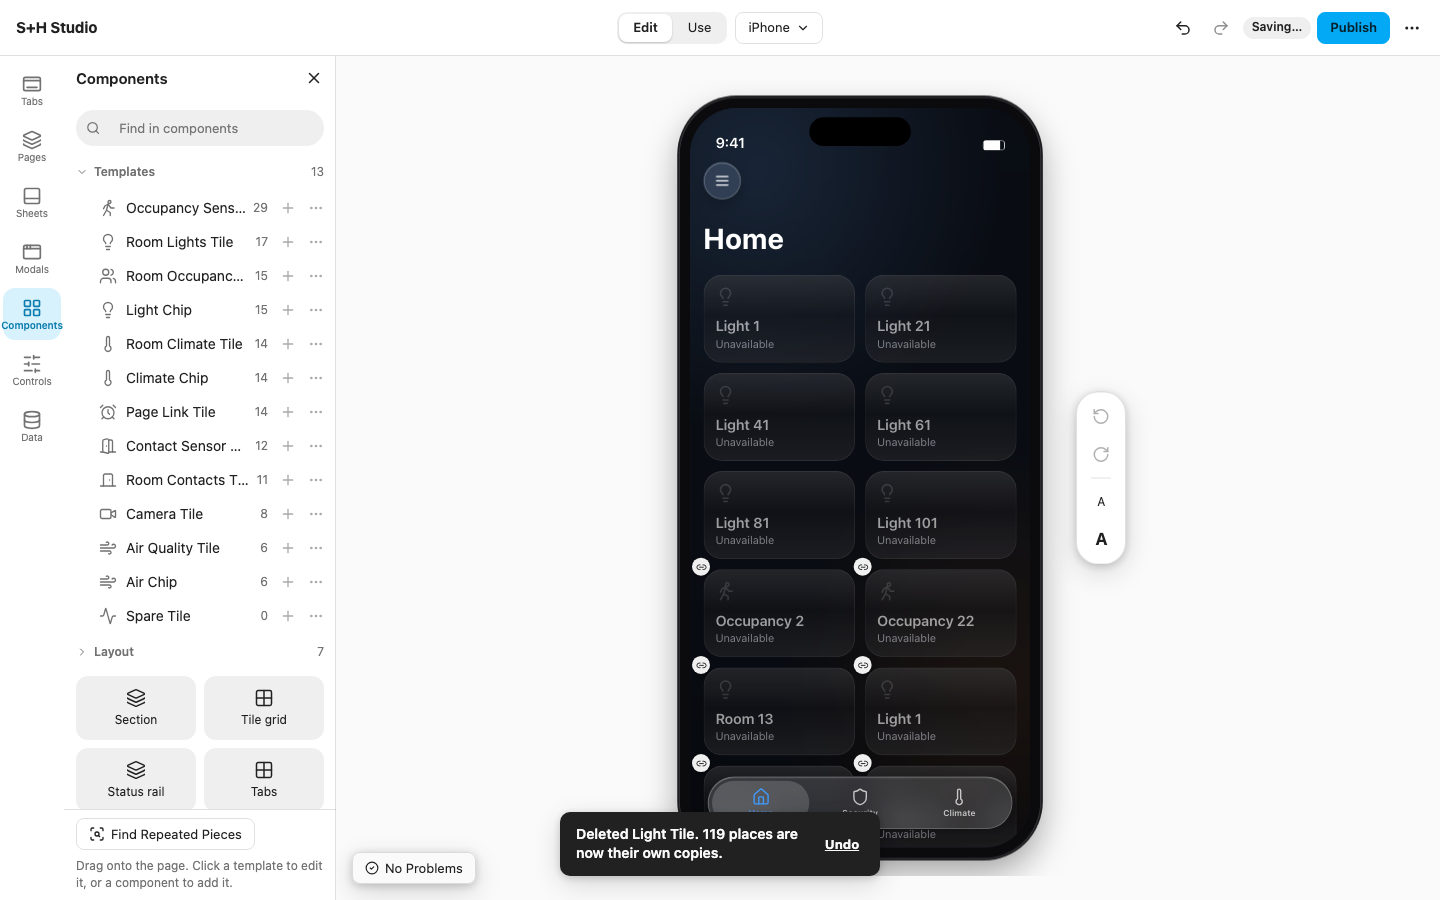 S+H Studio
Edit
Use
iPhone
Saving...
Publish
Tabs
Pages
Sheets
Modals
Components
Controls
Data
Components
Find in components
Templates 13
Occupancy Sens... 29
Room Lights Tile 17
Room Occupanc... 15
Light Chip 15
Room Climate Tile 14
Climate Chip 14
Page Link Tile 14
Contact Sensor ... 12
Room Contacts T... 11
Camera Tile 8
Air Quality Tile 6
Air Chip 6
Spare Tile 0
Layout 7
Section
Tile grid
Status rail
Tabs
Find Repeated Pieces
Drag onto the page. Click a template to edit
it, or a component to add it.
No Problems
9:41
Home
Light 1
Unavailable
Light 21
Unavailable
Light 41
Unavailable
Light 61
Unavailable
Light 81
Unavailable
Light 101
Unavailable
Occupancy 2
Unavailable
Occupancy 22
Unavailable
Room 13
Unavailable
Light 1
Unavailable
Climate
Unavailable
Deleted Light Tile. 119 places are
now their own copies.
Undo
A
A